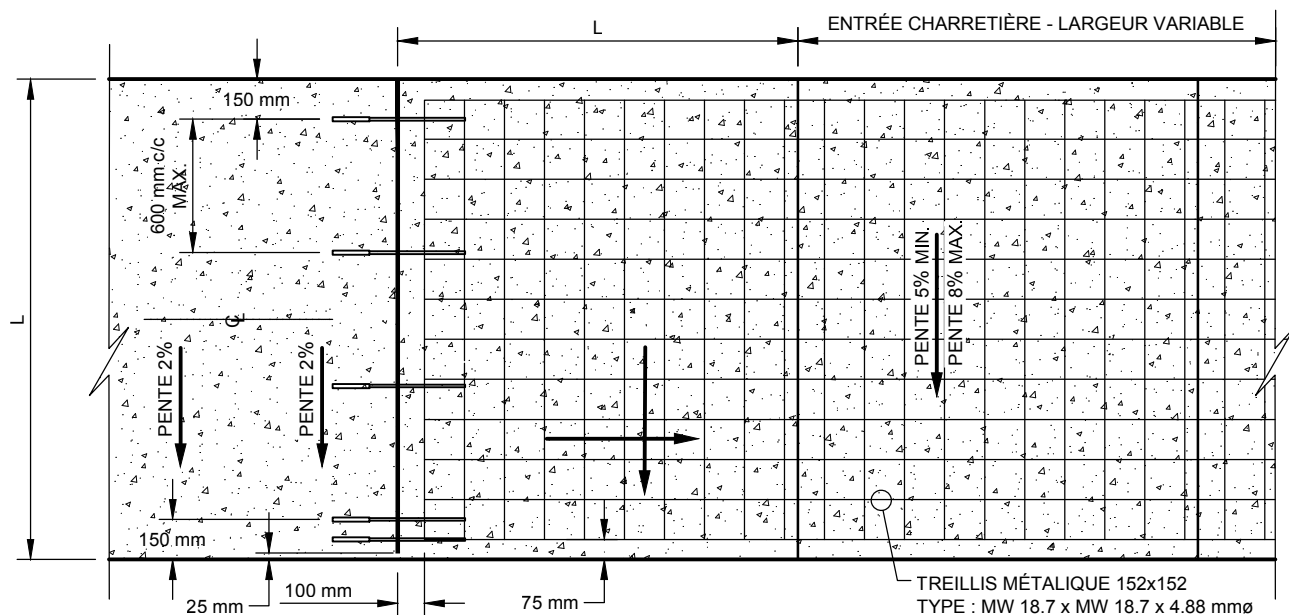 L
ENTRÉE CHARRETIÈRE - LARGEUR VARIABLE
150 mm
600 mm c/c
MAX.
L
℄
PENTE 2%
PENTE 2%
PENTE 5% MIN.
PENTE 8% MAX.
150 mm
25 mm
100 mm
75 mm
TREILLIS MÉTALIQUE 152x152
TYPE : MW 18.7 x MW 18.7 x 4.88 mmø